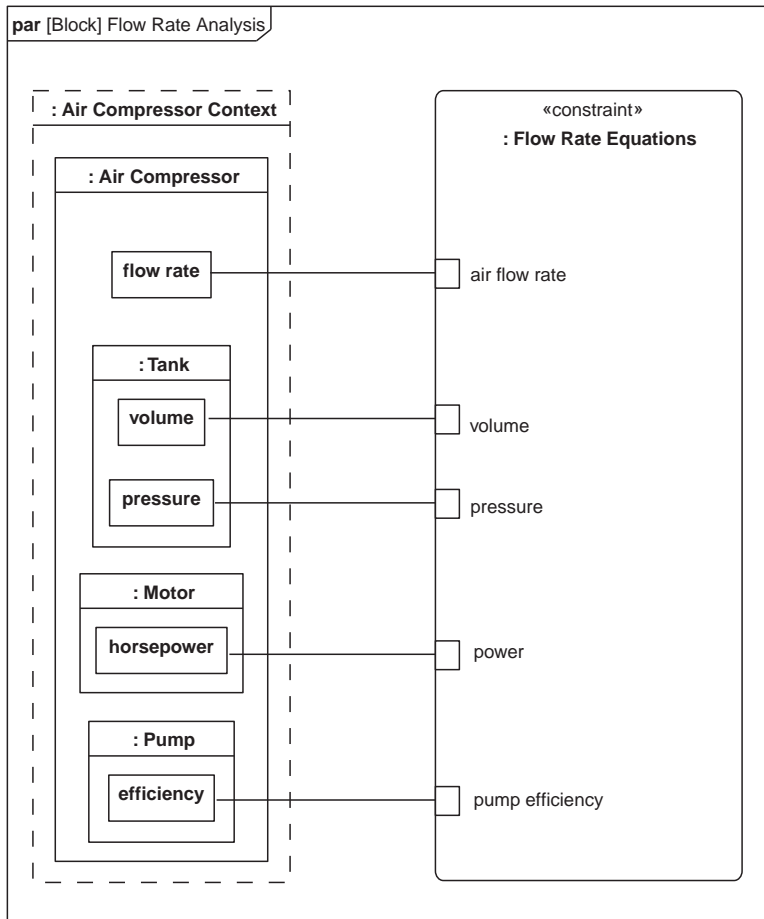 par [Block] Flow Rate Analysis
: Air Compressor Context
«constraint»
: Flow Rate Equations
: Air Compressor
flow rate
air flow rate
: Tank
volume
volume
pressure
pressure
: Motor
horsepower
power
: Pump
efficiency
pump efficiency